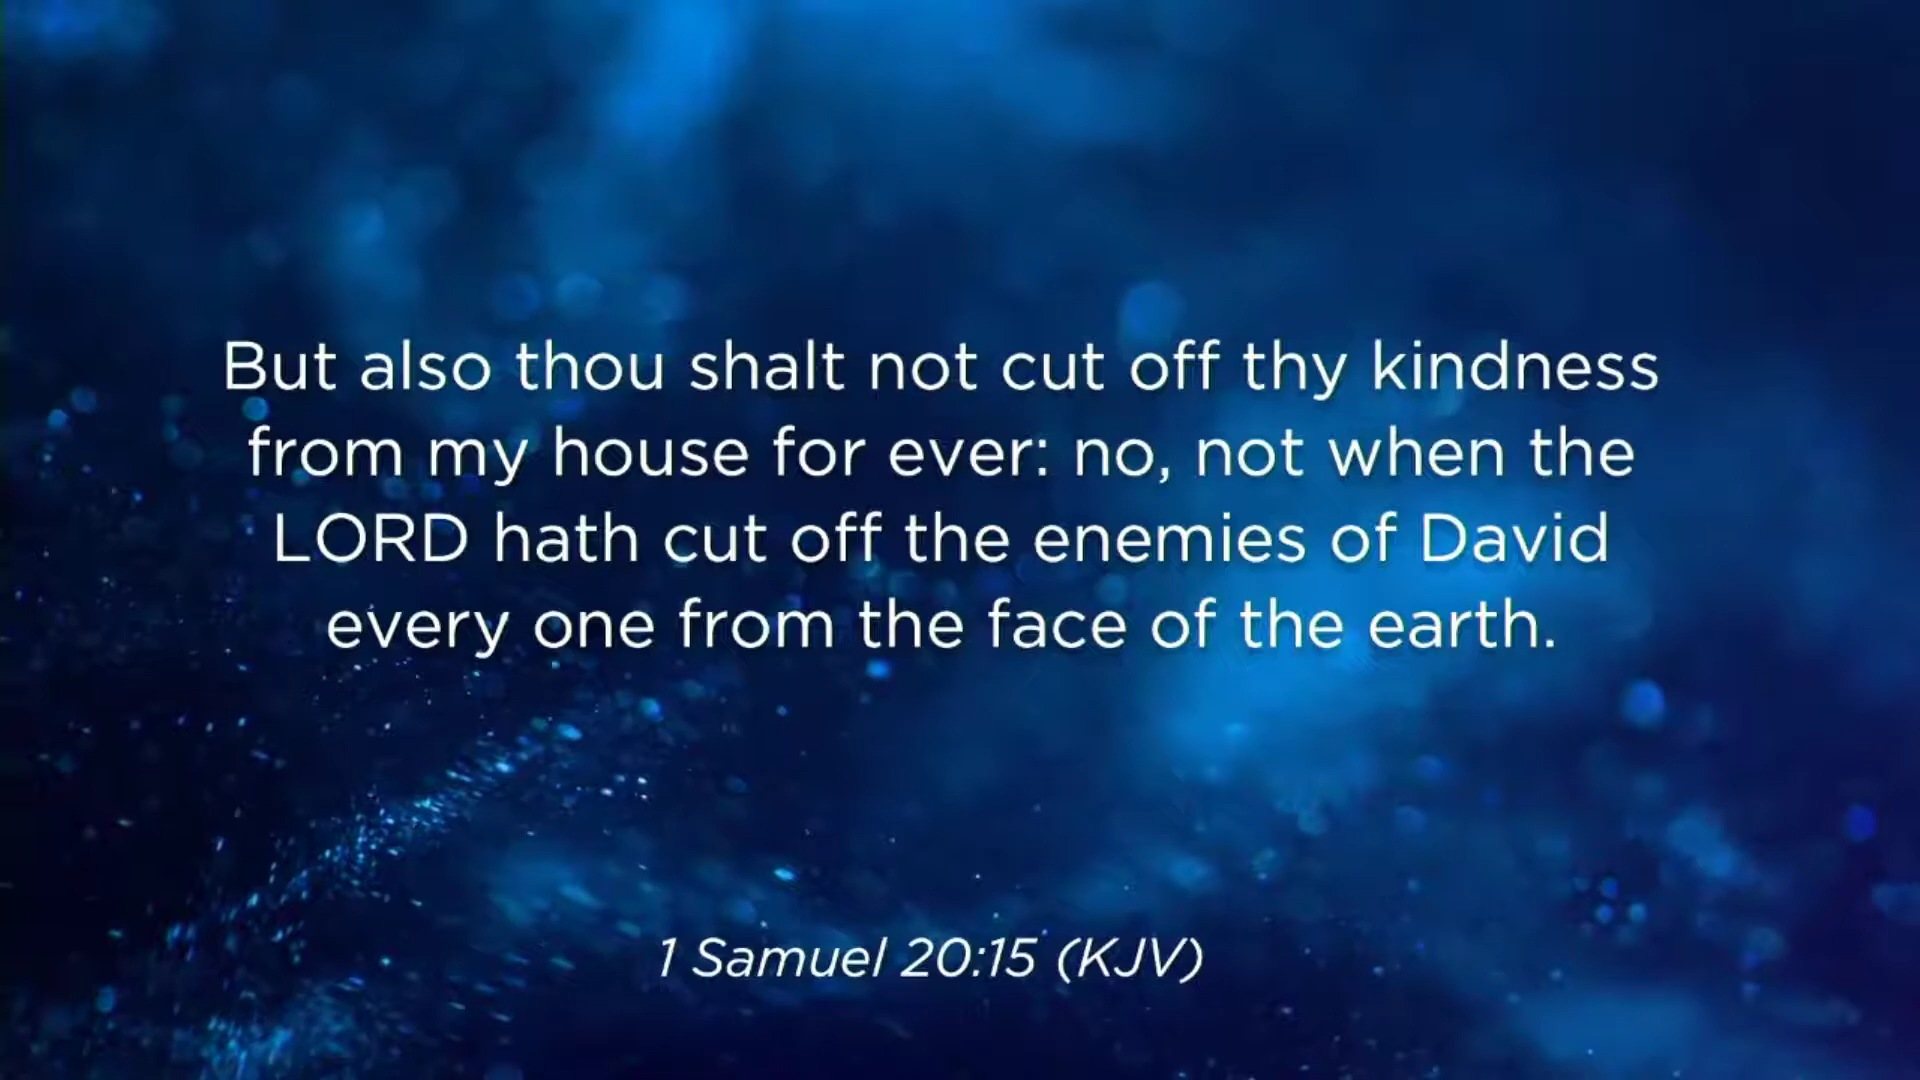 But also thou shalt not cut off thy kindness
from my house for ever: no, not when the
LORD hath cut off the enemies of David
every one from the face of the earth.
1 Samuel 20:15 (KJV)